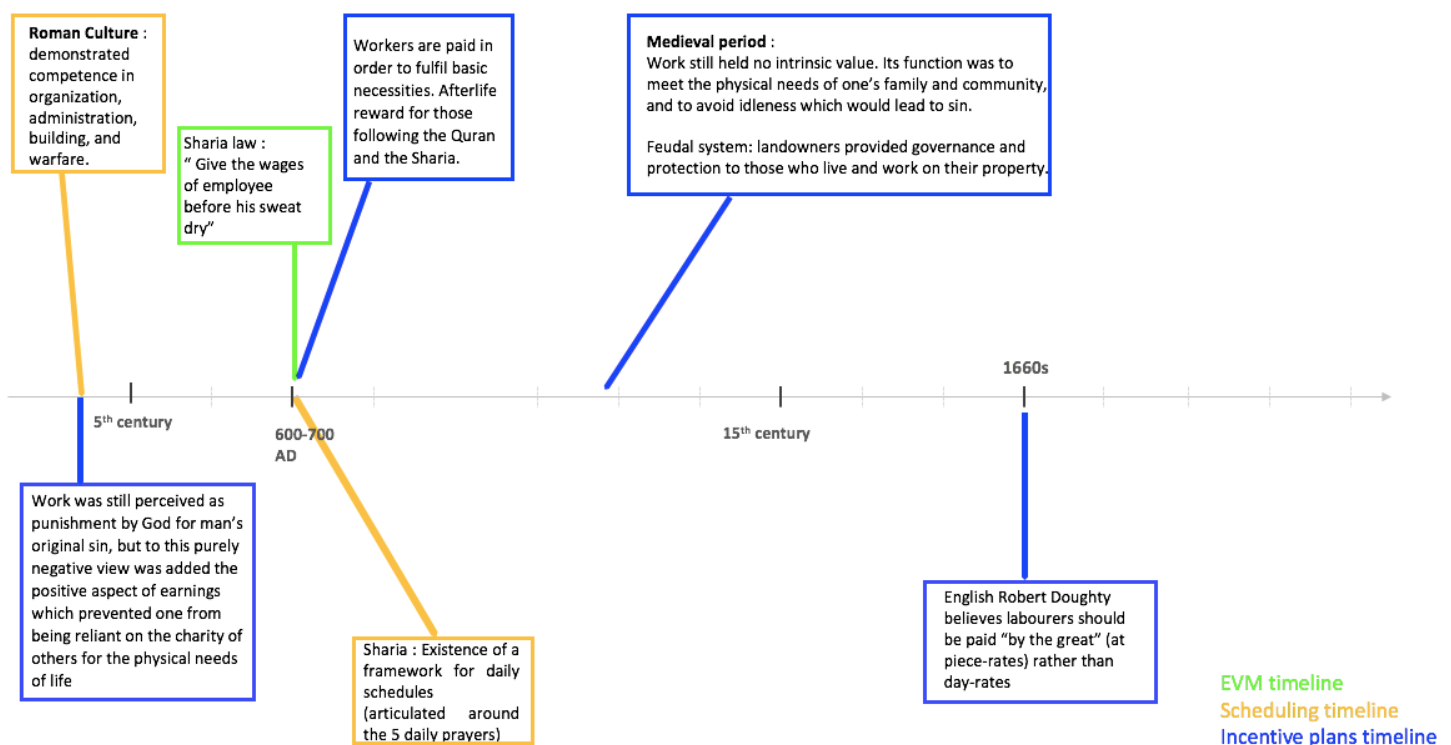 Roman Culture :
demonstrated
competence in
organization,
administration,
building, and
warfare.
Sharia law :
“ Give the wages
of employee
before his sweat
dry”
Workers are paid in
order to fulfil basic
necessities. Afterlife
reward for those
following the Quran
and the Sharia.
Medieval period :
Work still held no intrinsic value. Its function was to
meet the physical needs of one’s family and community,
and to avoid idleness which would lead to sin.
Feudal system: landowners provided governance and
protection to those who live and work on their property.
1660s
5th century
600-700
AD
15th century
Work was still perceived as
punishment by God for man’s
original sin, but to this purely
negative view was added the
positive aspect of earnings
which prevented one from
being reliant on the charity of
others for the physical needs
of life
Sharia : Existence of a
framework for daily
schedules
(articulated around
the 5 daily prayers)
English Robert Doughty
believes labourers should
be paid “by the great” (at
piece-rates) rather than
day-rates
EVM timeline
Scheduling timeline
Incentive plans timeline